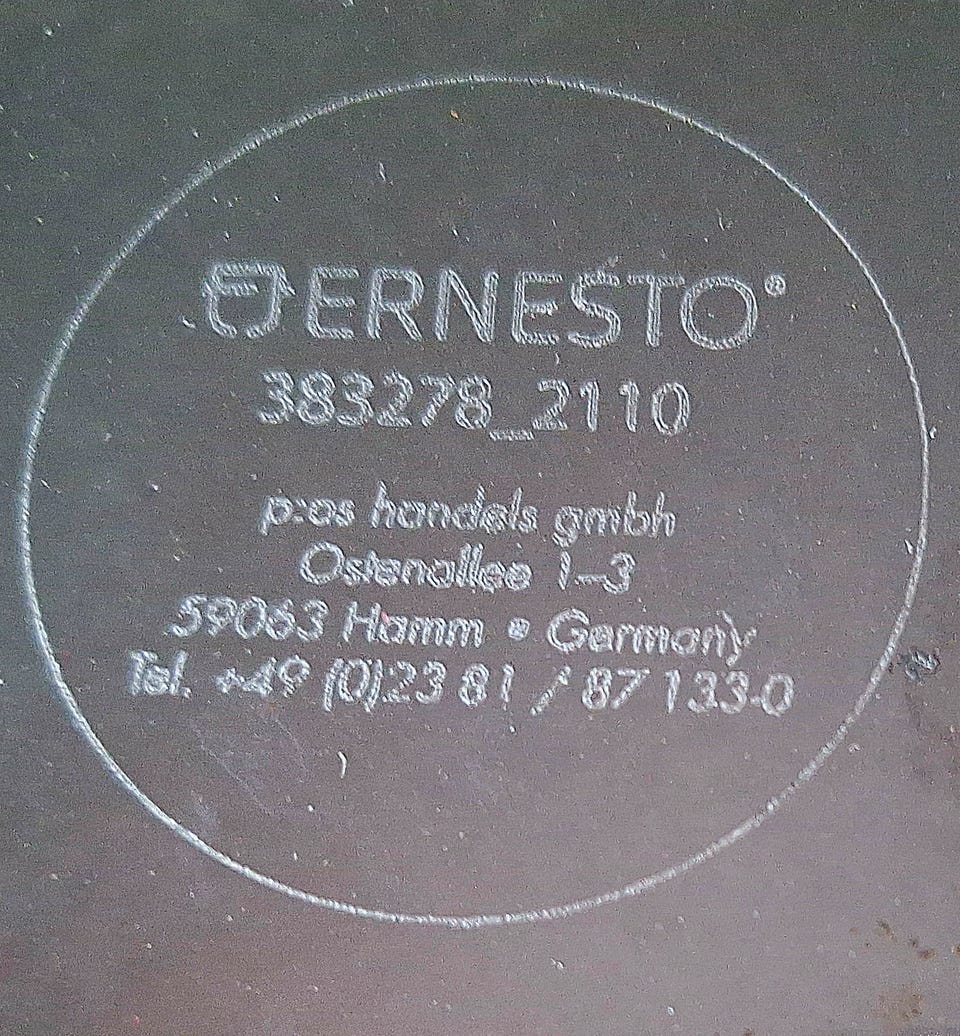 ERNESTO®
383278_2110
p:os handels gmbh
Ostenallee 1–3
59063 Hamm • Germany
Tel. +49 (0)23 81 / 87 133-0